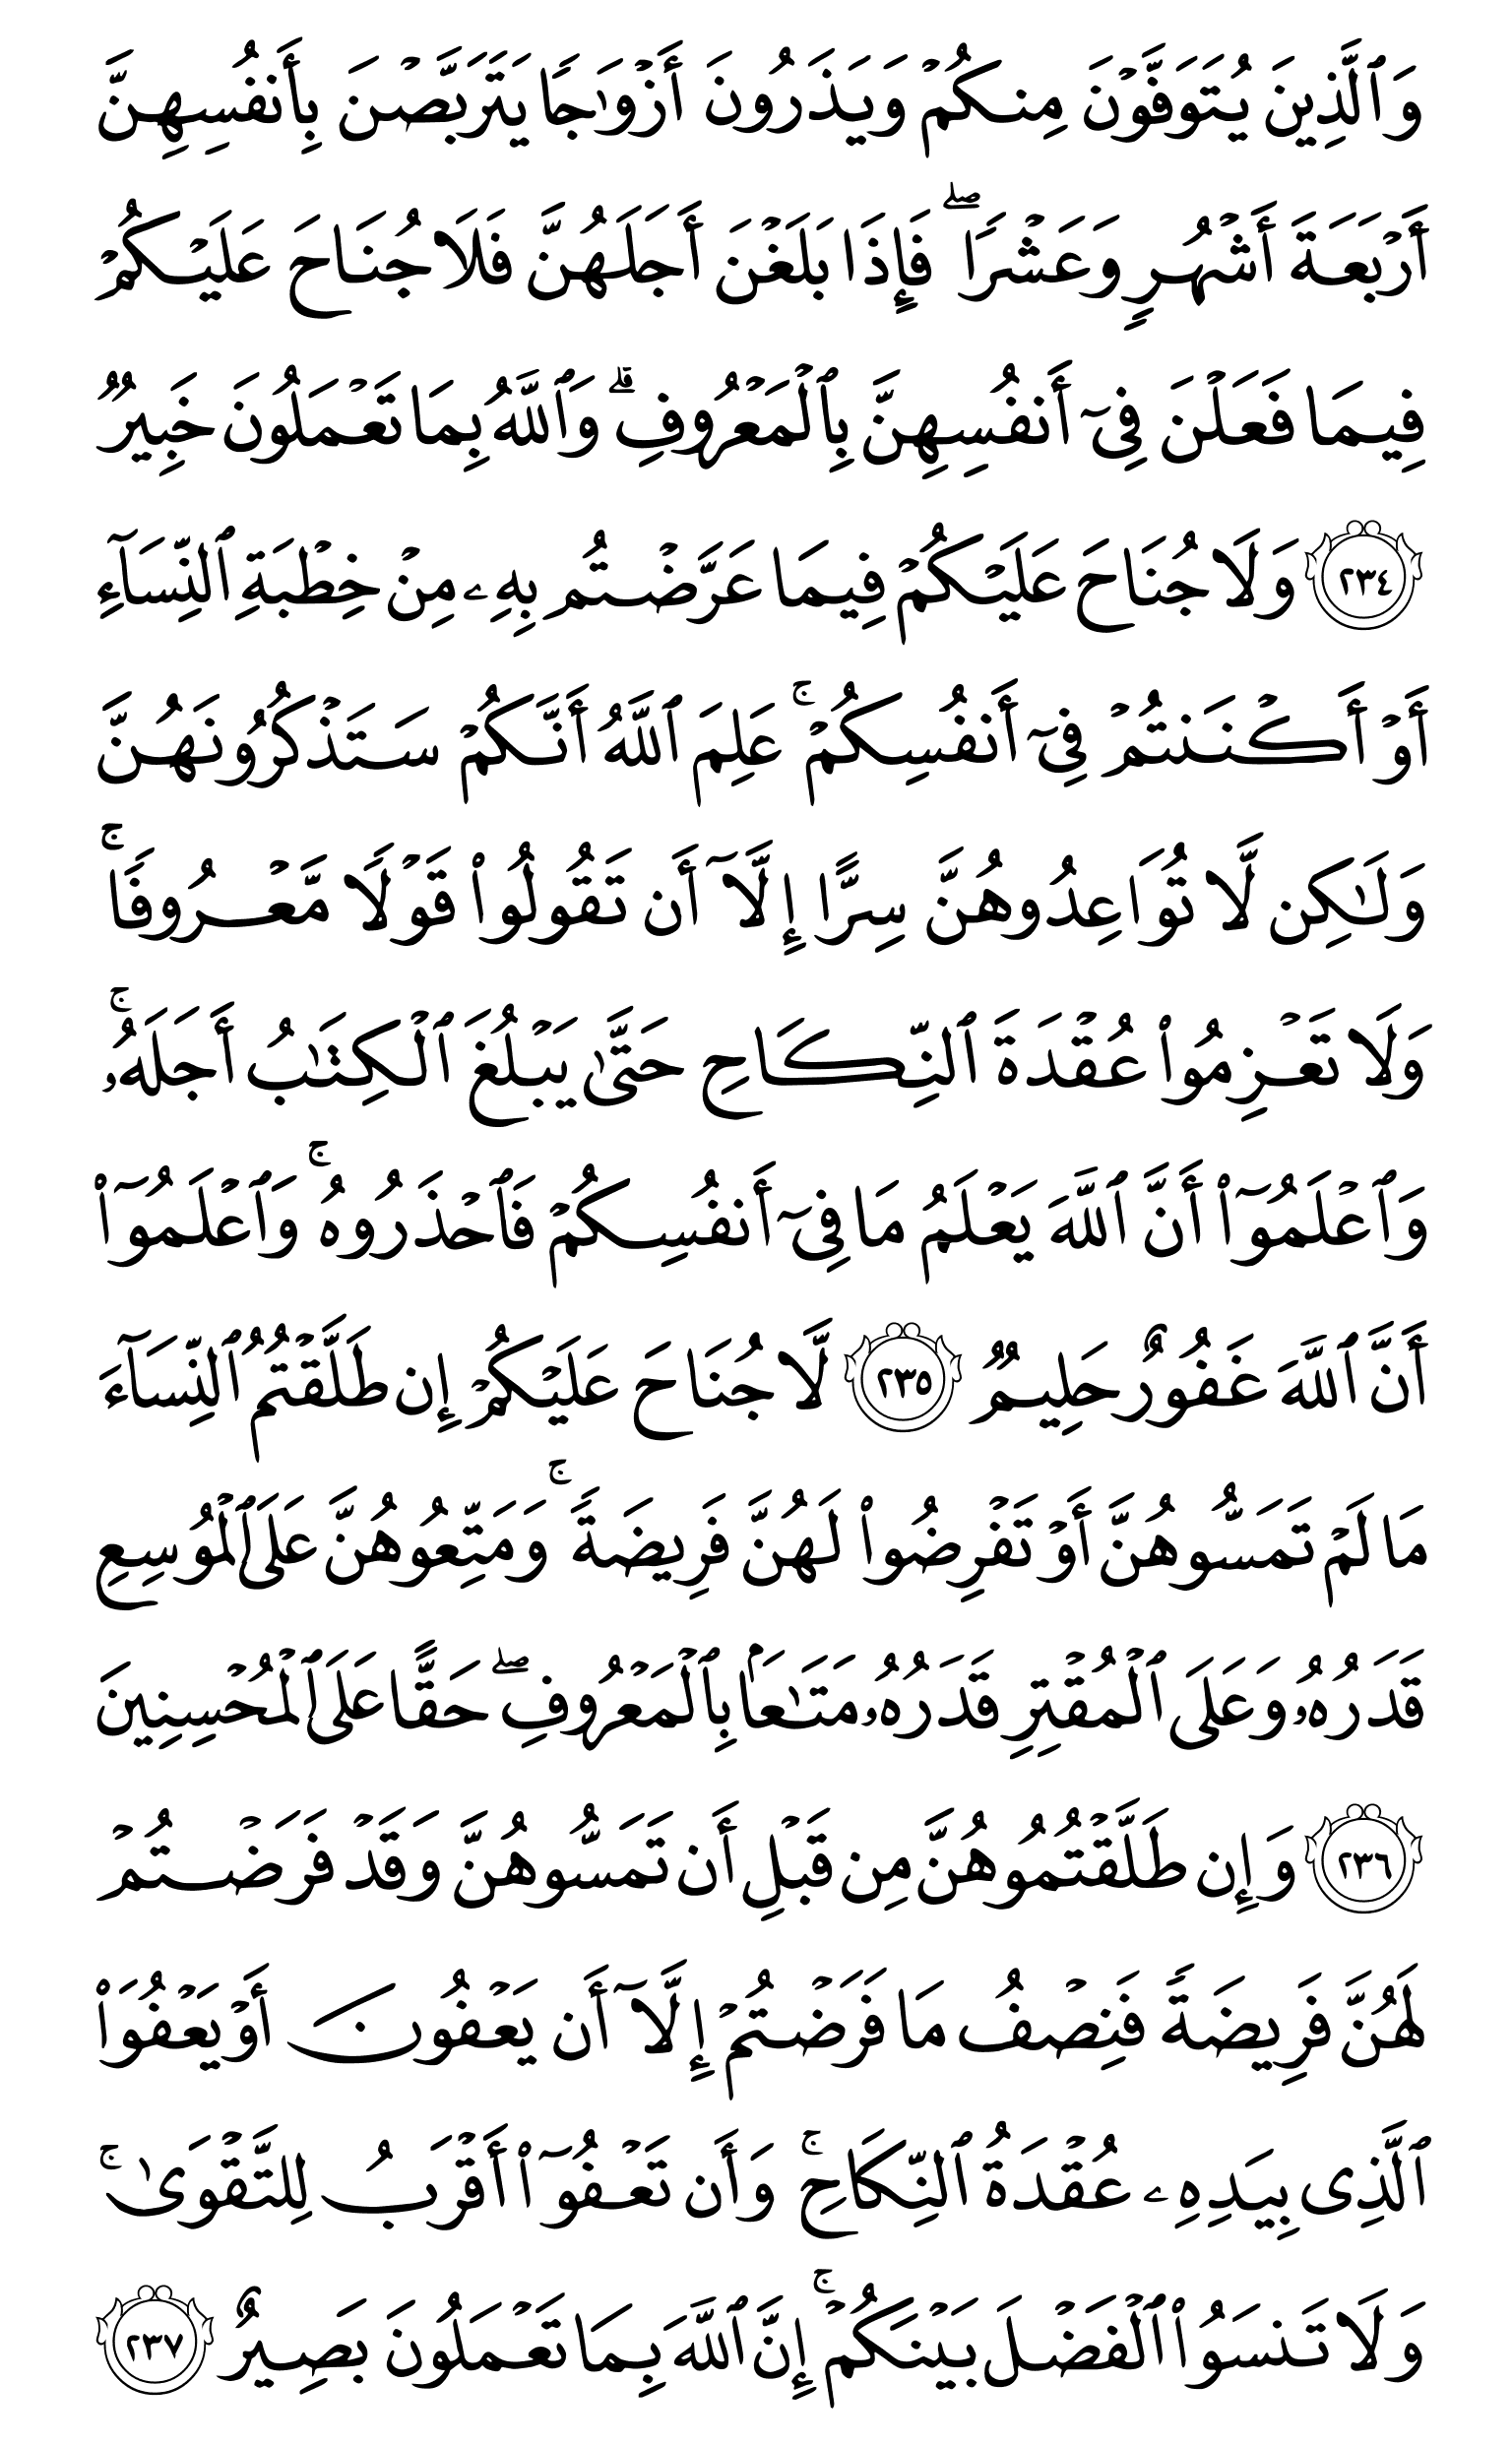 وَٱلَّذِينَ يُتَوَفَّوۡنَ مِنكُمۡ وَيَذَرُونَ أَزۡوَٰجٗا يَتَرَبَّصۡنَ بِأَنفُسِهِنَّ
أَرۡبَعَةَ أَشۡهُرٖ وَعَشۡرٗاۖ فَإِذَا بَلَغۡنَ أَجَلَهُنَّ فَلَا جُنَاحَ عَلَيۡكُمۡ
فِيمَا فَعَلۡنَ فِيٓ أَنفُسِهِنَّ بِٱلۡمَعۡرُوفِۗ وَٱللَّهُ بِمَا تَعۡمَلُونَ خَبِيرٞ
٢٣٤ وَلَا جُنَاحَ عَلَيۡكُمۡ فِيمَا عَرَّضۡتُم بِهِۦ مِنۡ خِطۡبَةِ ٱلنِّسَآءِ
أَوۡ أَكۡنَنتُمۡ فِيٓ أَنفُسِكُمۡۚ عَلِمَ ٱللَّهُ أَنَّكُمۡ سَتَذۡكُرُونَهُنَّ
وَلَٰكِن لَّا تُوَاعِدُوهُنَّ سِرًّا إِلَّآ أَن تَقُولُواْ قَوۡلٗا مَّعۡرُوفٗاۚ
وَلَا تَعۡزِمُواْ عُقۡدَةَ ٱلنِّكَاحِ حَتَّىٰ يَبۡلُغَ ٱلۡكِتَٰبُ أَجَلَهُۥۚ
وَٱعۡلَمُوٓاْ أَنَّ ٱللَّهَ يَعۡلَمُ مَا فِيٓ أَنفُسِكُمۡ فَٱحۡذَرُوهُۚ وَٱعۡلَمُوٓاْ
أَنَّ ٱللَّهَ غَفُورٌ حَلِيمٞ ٢٣٥ لَّا جُنَاحَ عَلَيۡكُمۡ إِن طَلَّقۡتُمُ ٱلنِّسَآءَ
مَا لَمۡ تَمَسُّوهُنَّ أَوۡ تَفۡرِضُواْ لَهُنَّ فَرِيضَةٗۚ وَمَتِّعُوهُنَّ عَلَى ٱلۡمُوسِعِ
قَدَرُهُۥ وَعَلَى ٱلۡمُقۡتِرِ قَدَرُهُۥ مَتَٰعَۢا بِٱلۡمَعۡرُوفِۖ حَقًّا عَلَى ٱلۡمُحۡسِنِينَ
٢٣٦ وَإِن طَلَّقۡتُمُوهُنَّ مِن قَبۡلِ أَن تَمَسُّوهُنَّ وَقَدۡ فَرَضۡتُمۡ
لَهُنَّ فَرِيضَةٗ فَنِصۡفُ مَا فَرَضۡتُمۡ إِلَّآ أَن يَعۡفُونَ أَوۡ يَعۡفُوَاْ
ٱلَّذِي بِيَدِهِۦ عُقۡدَةُ ٱلنِّكَاحِۚ وَأَن تَعۡفُوٓاْ أَقۡرَبُ لِلتَّقۡوَىٰۚ
وَلَا تَنسَوُاْ ٱلۡفَضۡلَ بَيۡنَكُمۡۚ إِنَّ ٱللَّهَ بِمَا تَعۡمَلُونَ بَصِيرٌ ٢٣٧